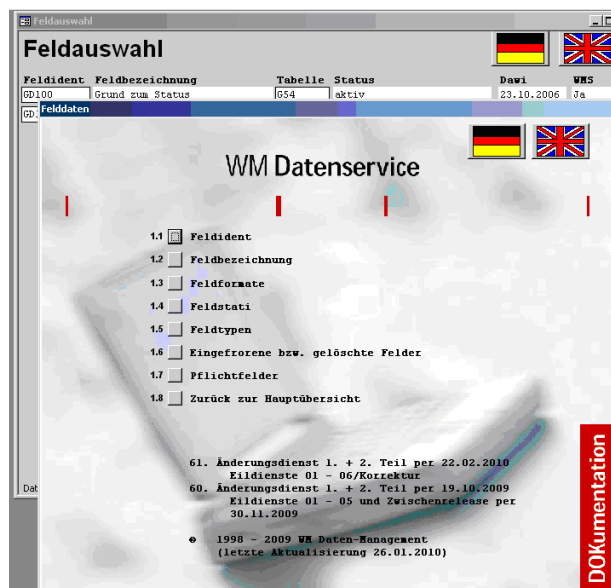 Feldauswahl
Feldauswahl
Feldident Feldbezeichnung Tabelle Status Dawi WMS
GD100 Grund zum Status G54 aktiv 23.10.2006 Ja
Felddaten
WM Datenservice
1.1 Feldident
1.2 Feldbezeichnung
1.3 Feldformate
1.4 Feldstati
1.5 Feldtypen
1.6 Eingefrorene bzw. gelöschte Felder
1.7 Pflichtfelder
1.8 Zurück zur Hauptübersicht
61. Änderungsdienst 1. + 2. Teil per 22.02.2010
Eildienste 01 - 06/Korrektur
60. Änderungsdienst 1. + 2. Teil per 19.10.2009
Eildienste 01 - 05 und Zwischenrelease per
30.11.2009
© 1998 - 2009 WM Daten-Management
(letzte Aktualisierung 26.01.2010)
DOKumentation